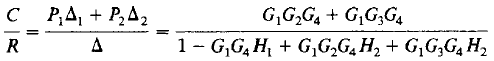 C/R = (P₁Δ₁ + P₂Δ₂)/Δ = (G₁G₂G₄ + G₁G₃G₄)/(1 − G₁G₄H₁ + G₁G₂G₄H₂ + G₁G₃G₄H₂)